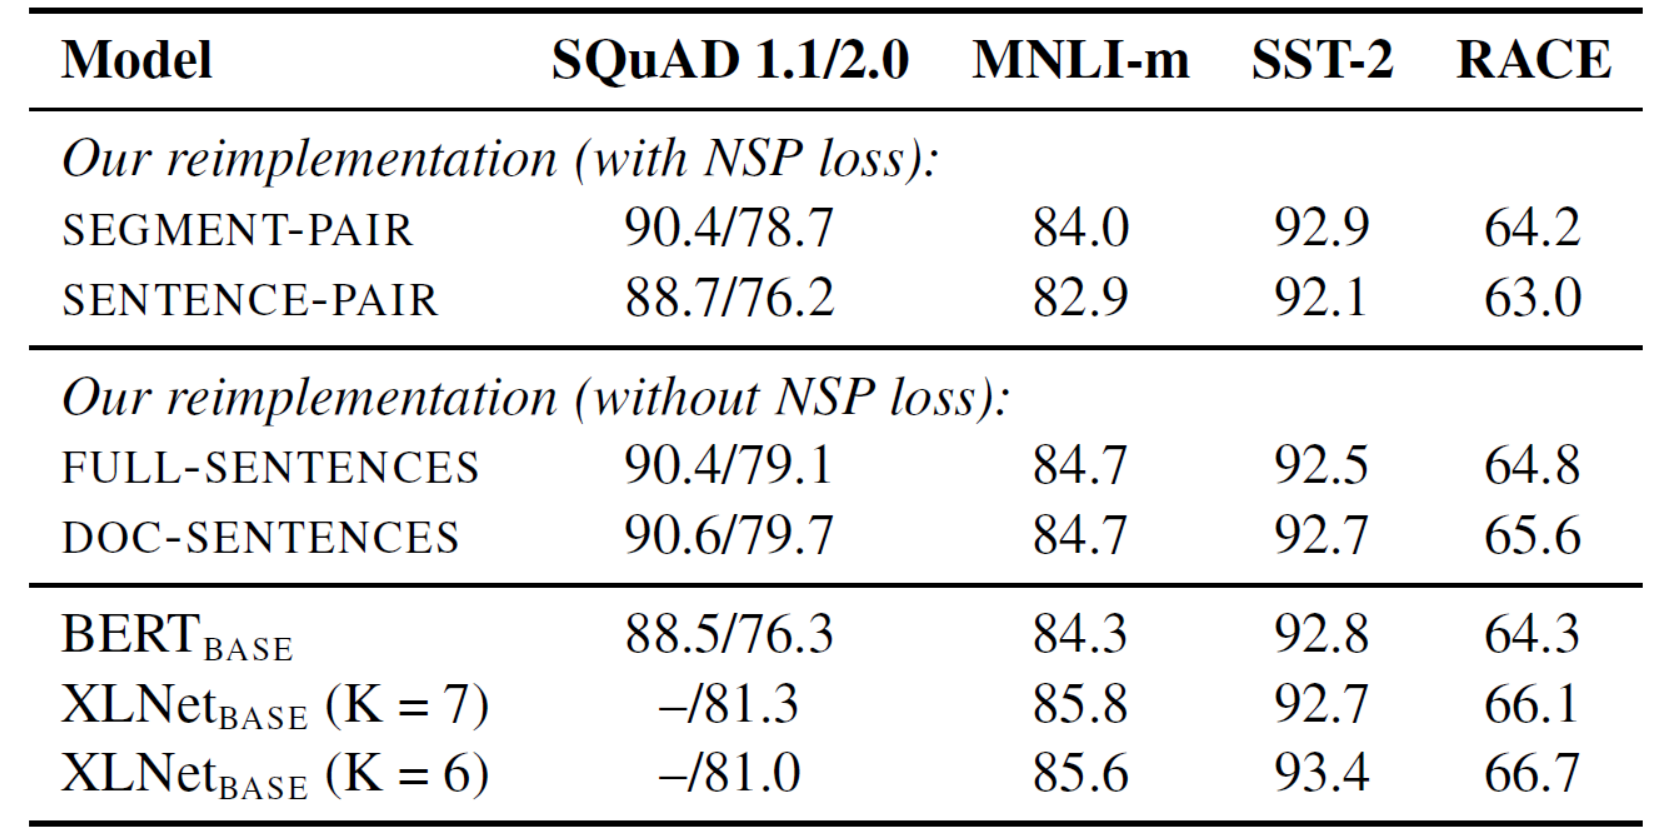 Model SQuAD 1.1/2.0 MNLI-m SST-2 RACE
Our reimplementation (with NSP loss):
SEGMENT-PAIR 90.4/78.7 84.0 92.9 64.2
SENTENCE-PAIR 88.7/76.2 82.9 92.1 63.0
Our reimplementation (without NSP loss):
FULL-SENTENCES 90.4/79.1 84.7 92.5 64.8
DOC-SENTENCES 90.6/79.7 84.7 92.7 65.6
BERT BASE 88.5/76.3 84.3 92.8 64.3
XLNet BASE (K = 7) –/81.3 85.8 92.7 66.1
XLNet BASE (K = 6) –/81.0 85.6 93.4 66.7